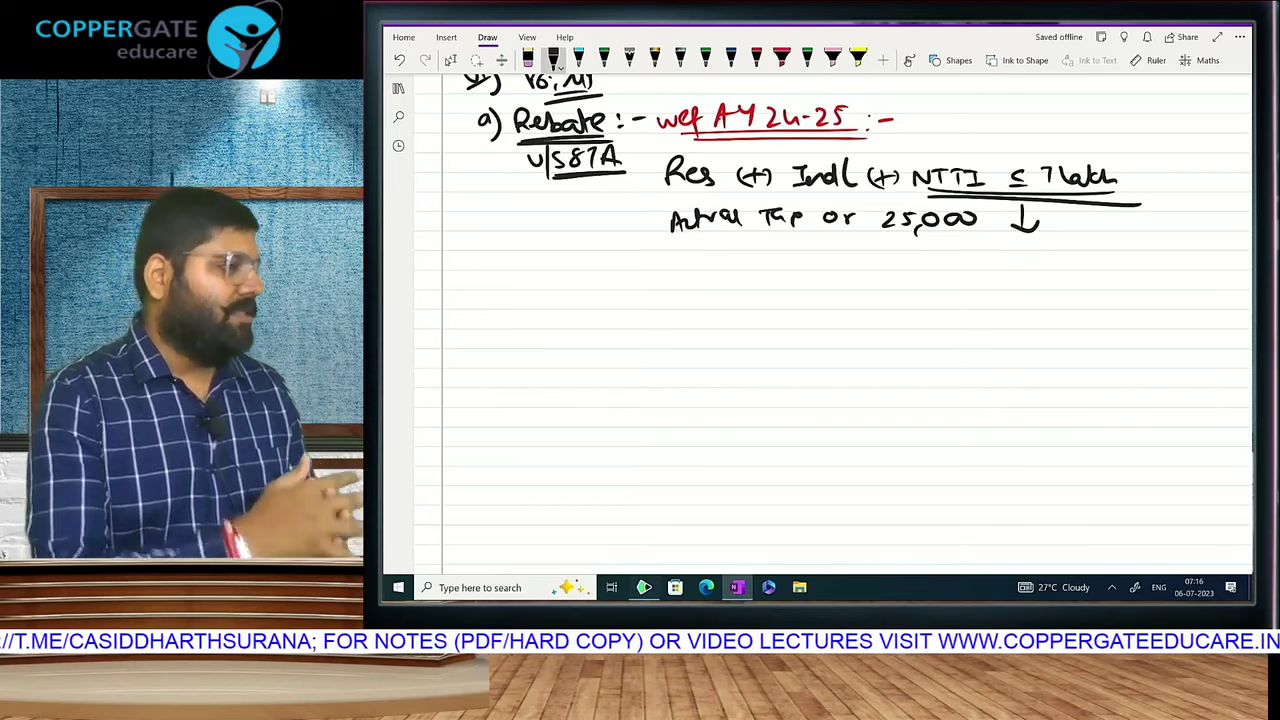 COPPERGATE
educare
Saved offline
Home Insert Draw View Help Share
Shapes Ink to Shape Ink to Text Ruler Maths
a) Rebate :- wef AY 24-25 :-
u/s 87A
Res (+) Indl (+) NTTI ≤ 7 lakh
Actual Tap or 25,000 ↓
Type here to search
27°C Cloudy
ENG
07:16
06-07-2023
://T.ME/CASIDDHARTHSURANA; FOR NOTES (PDF/HARD COPY) OR VIDEO LECTURES VISIT WWW.COPPERGATEEDUCARE.IN